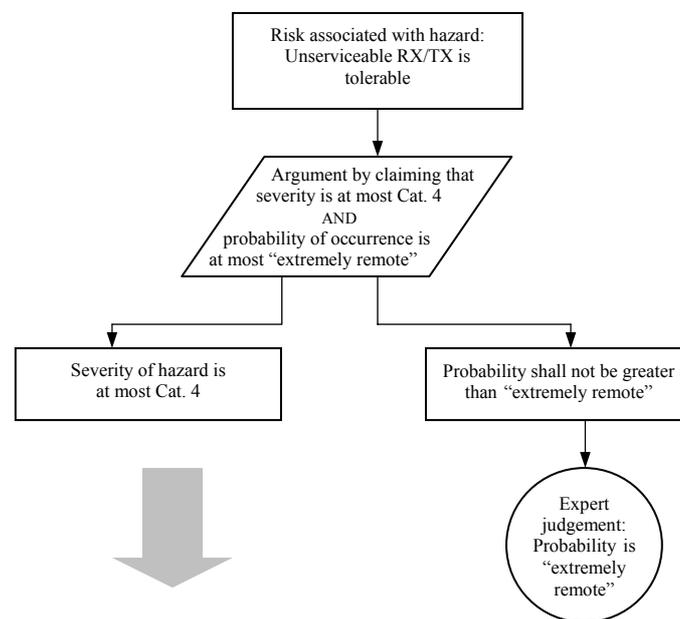 Risk associated with hazard:
Unserviceable RX/TX is
tolerable
Argument by claiming that
severity is at most Cat. 4
AND
probability of occurrence is
at most “extremely remote”
Severity of hazard is
at most Cat. 4
Probability shall not be greater
than “extremely remote”
Expert
judgement:
Probability is
“extremely
remote”